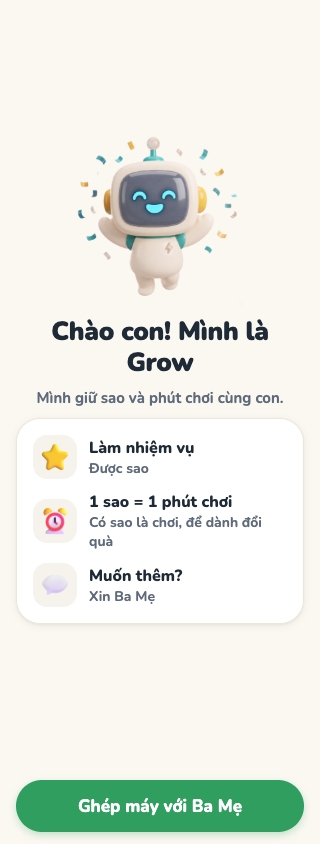 Chào con! Mình là
Grow
Mình giữ sao và phút chơi cùng con.
Làm nhiệm vụ
Được sao
1 sao = 1 phút chơi
Có sao là chơi, để dành đổi
quà
Muốn thêm?
Xin Ba Mẹ
Ghép máy với Ba Mẹ